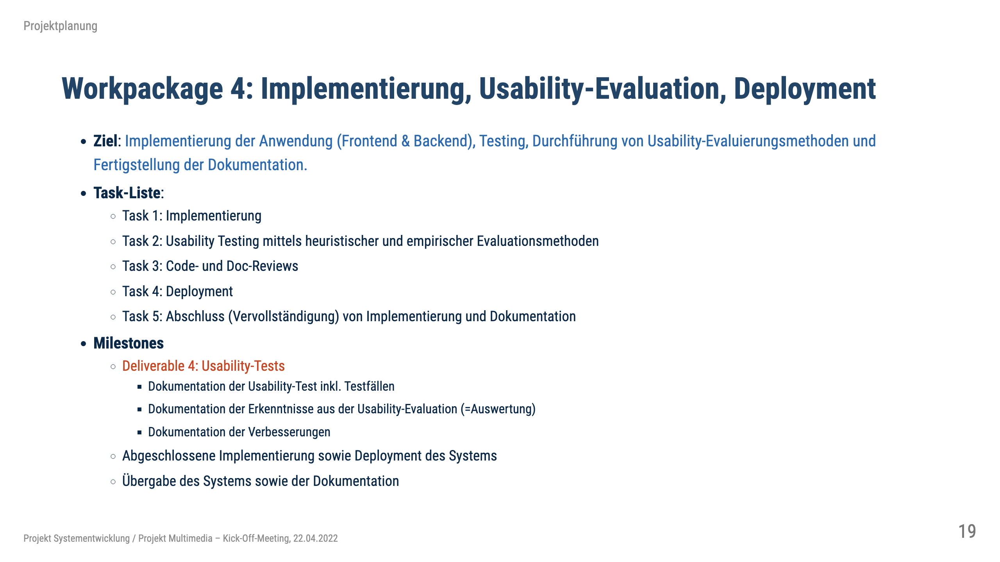 Projektplanung
Workpackage 4: Implementierung, Usability-Evaluation, Deployment
• Ziel: Implementierung der Anwendung (Frontend & Backend), Testing, Durchführung von Usability-Evaluierungsmethoden und
Fertigstellung der Dokumentation.
• Task-Liste:
○ Task 1: Implementierung
○ Task 2: Usability Testing mittels heuristischer und empirischer Evaluationsmethoden
○ Task 3: Code- und Doc-Reviews
○ Task 4: Deployment
○ Task 5: Abschluss (Vervollständigung) von Implementierung und Dokumentation
• Milestones
○ Deliverable 4: Usability-Tests
▪ Dokumentation der Usability-Test inkl. Testfällen
▪ Dokumentation der Erkenntnisse aus der Usability-Evaluation (=Auswertung)
▪ Dokumentation der Verbesserungen
○ Abgeschlossene Implementierung sowie Deployment des Systems
○ Übergabe des Systems sowie der Dokumentation
Projekt Systementwicklung / Projekt Multimedia – Kick-Off-Meeting, 22.04.2022
19